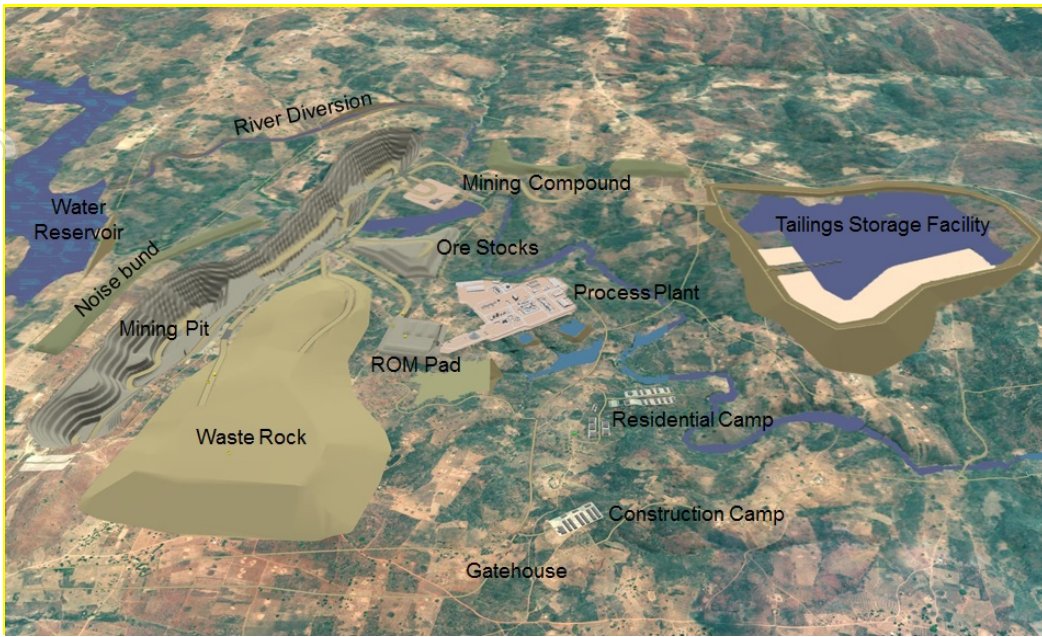 River Diversion
Mining Compound
Water
Reservoir
Tailings Storage Facility
Noise bund
Ore Stocks
Process Plant
Mining Pit
ROM Pad
Residential Camp
Waste Rock
Construction Camp
Gatehouse